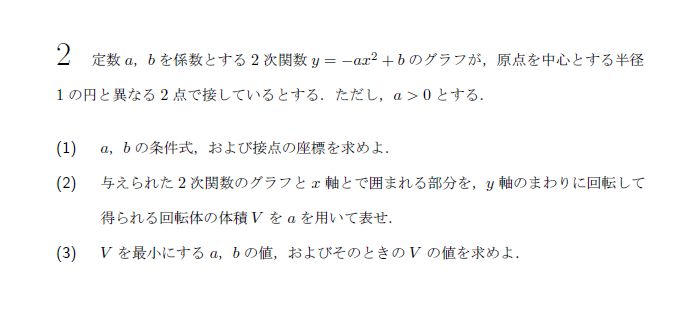 2 定数 a，b を係数とする 2 次関数 y = −ax² + b のグラフが，原点を中心とする半径
1 の円と異なる 2 点で接しているとする．ただし，a > 0 とする．
(1) a，b の条件式，および接点の座標を求めよ．
(2) 与えられた 2 次関数のグラフと x 軸とで囲まれる部分を，y 軸のまわりに回転して
得られる回転体の体積 V を a を用いて表せ．
(3) V を最小にする a，b の値，およびそのときの V の値を求めよ．